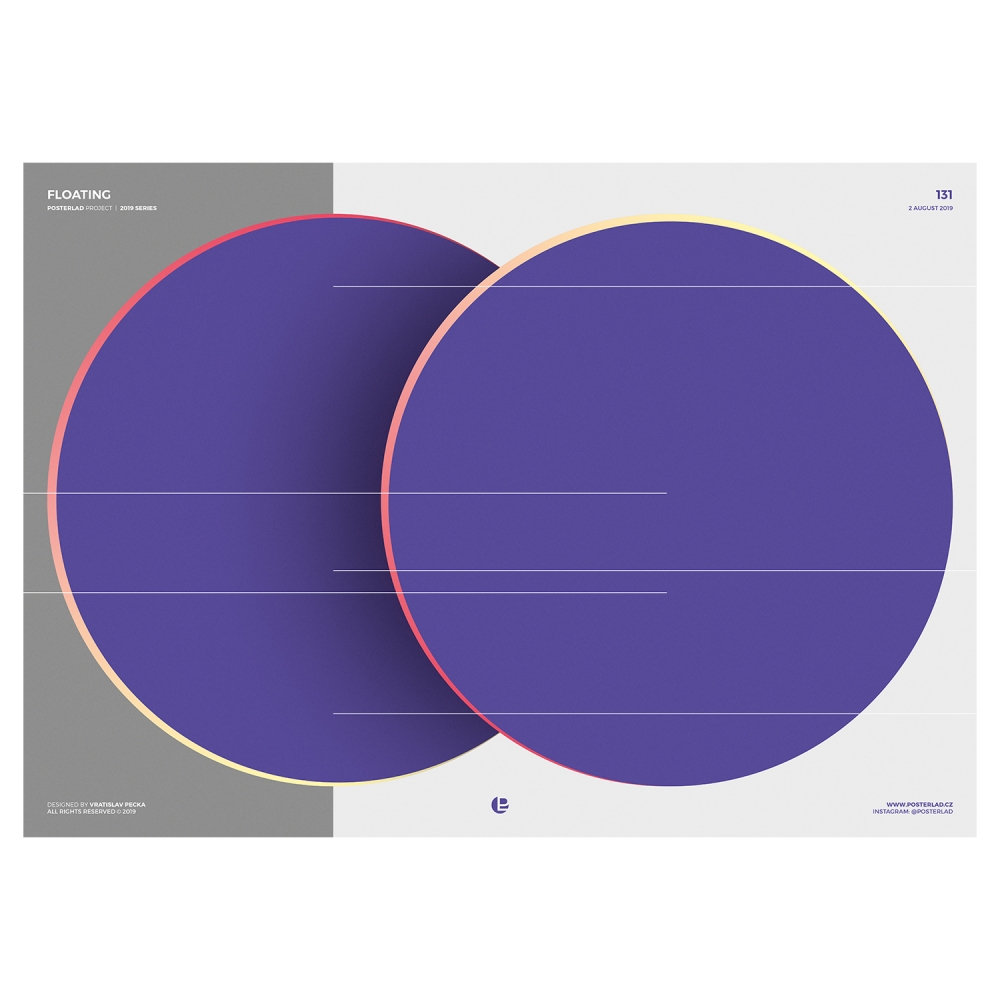 FLOATING
POSTERLAD PROJECT | 2019 SERIES
131
2 AUGUST 2019
DESIGNED BY VRATISLAV PECKA
ALL RIGHTS RESERVED © 2019
WWW.POSTERLAD.CZ
INSTAGRAM: @POSTERLAD